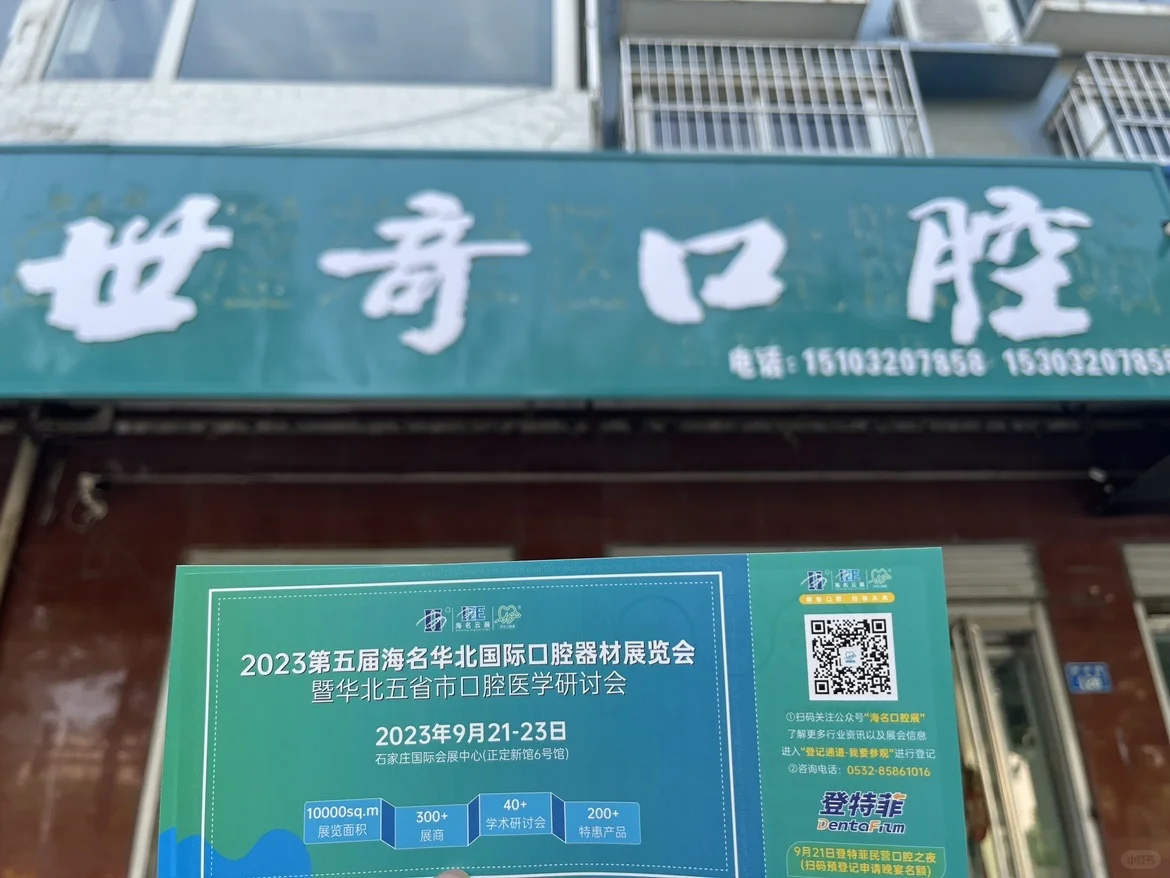 世奇口腔
电话：15103207858 1530320785
2023第五届海名华北国际口腔器材展览会
暨华北五省市口腔医学研讨会
2023年9月21-23日
石家庄国际会展中心(正定新馆6号馆)
10000sq.m
展览面积
300+
展商
40+
学术研讨会
200+
特惠产品
海名云展
①扫码关注公众号"海名口腔展"
了解更多行业资讯以及展会信息
进入"登记通道-我要参观"进行登记
②咨询电话：0532-85861016
登特菲
DentaFilm
9月21日登特菲民营口腔之夜
(扫码预登记申请晚宴名额)
小红书